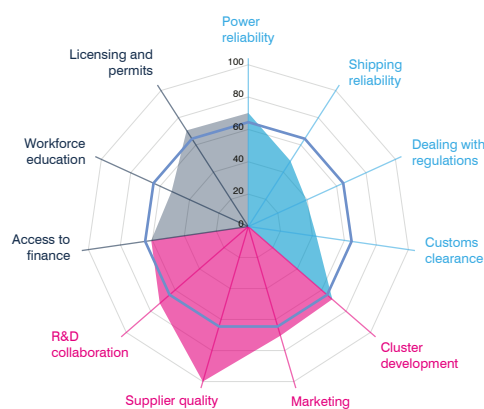 Power
reliability
Licensing and
permits
Shipping
reliability
100
80
60
40
20
0
Workforce
education
Dealing with
regulations
Access to
finance
Customs
clearance
R&D
collaboration
Cluster
development
Supplier quality
Marketing